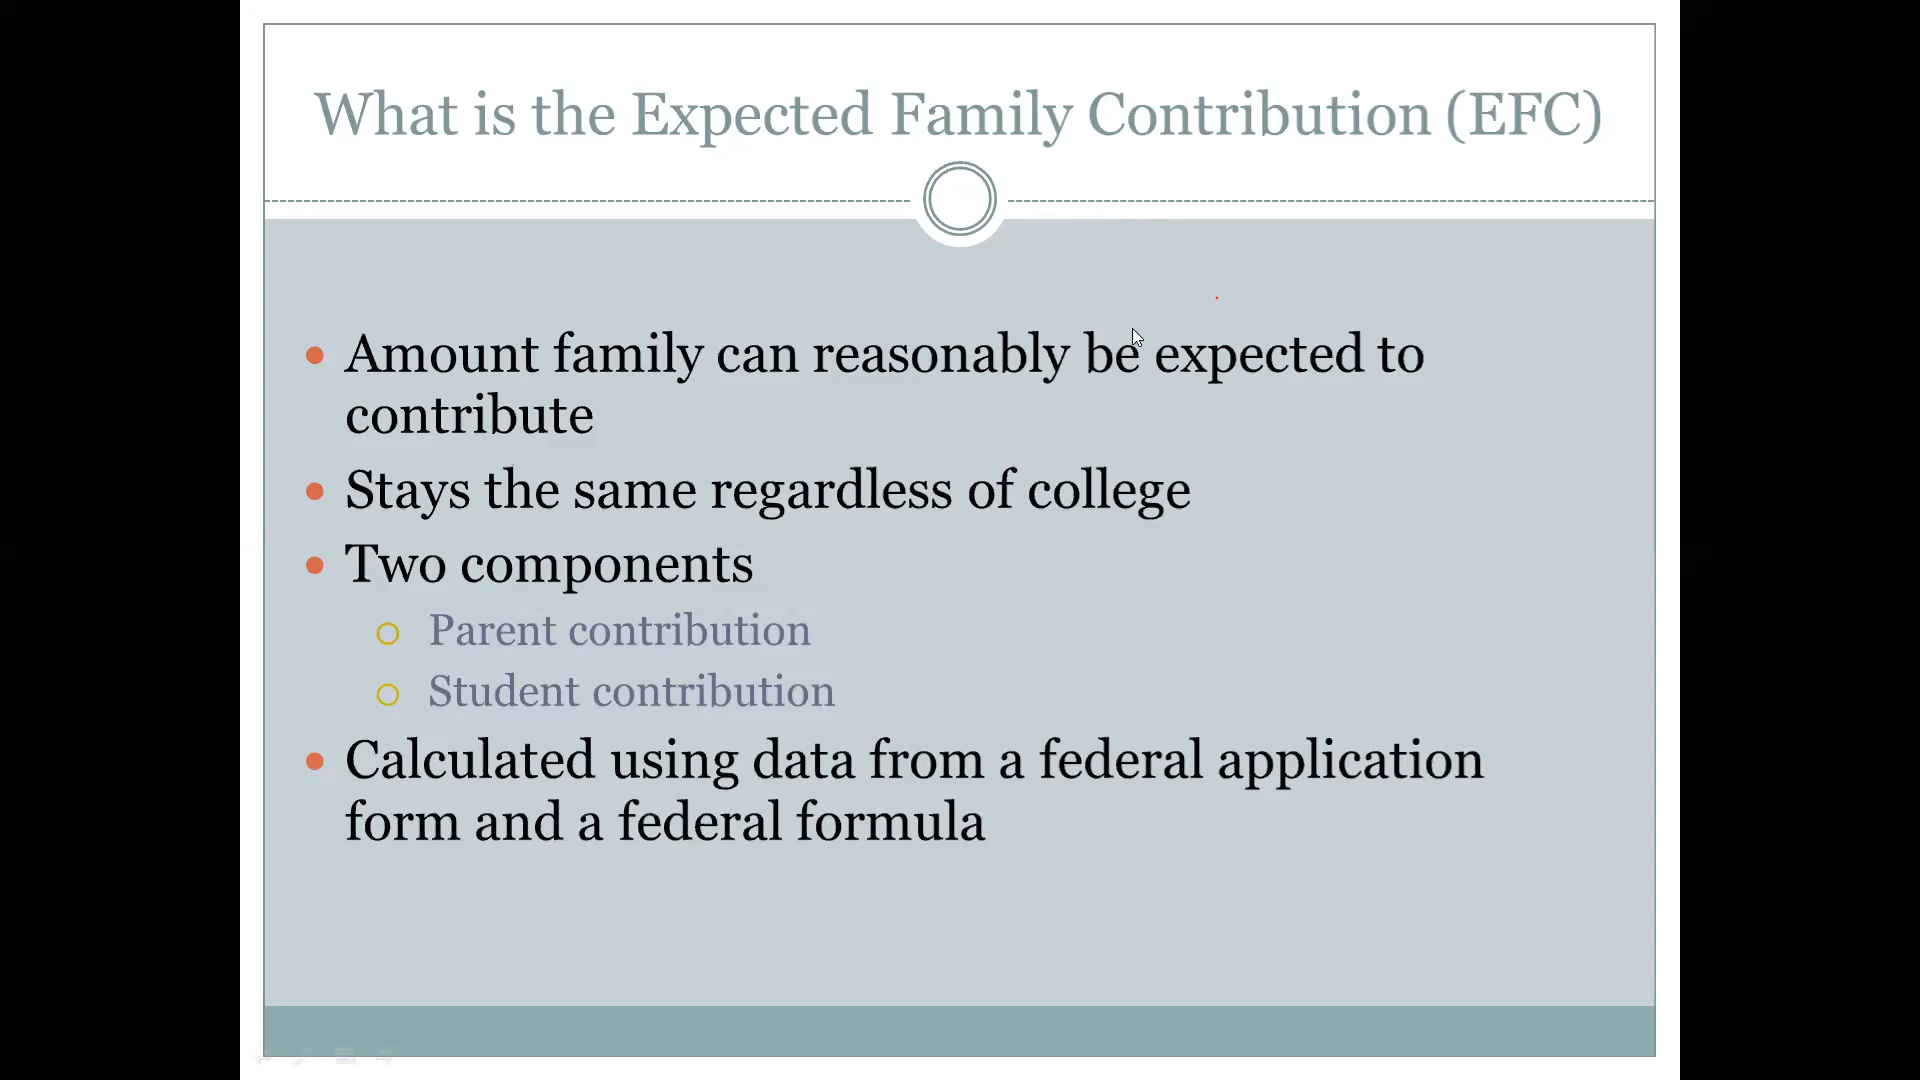 What is the Expected Family Contribution (EFC)
• Amount family can reasonably be expected to
contribute
• Stays the same regardless of college
• Two components
○ Parent contribution
○ Student contribution
• Calculated using data from a federal application
form and a federal formula